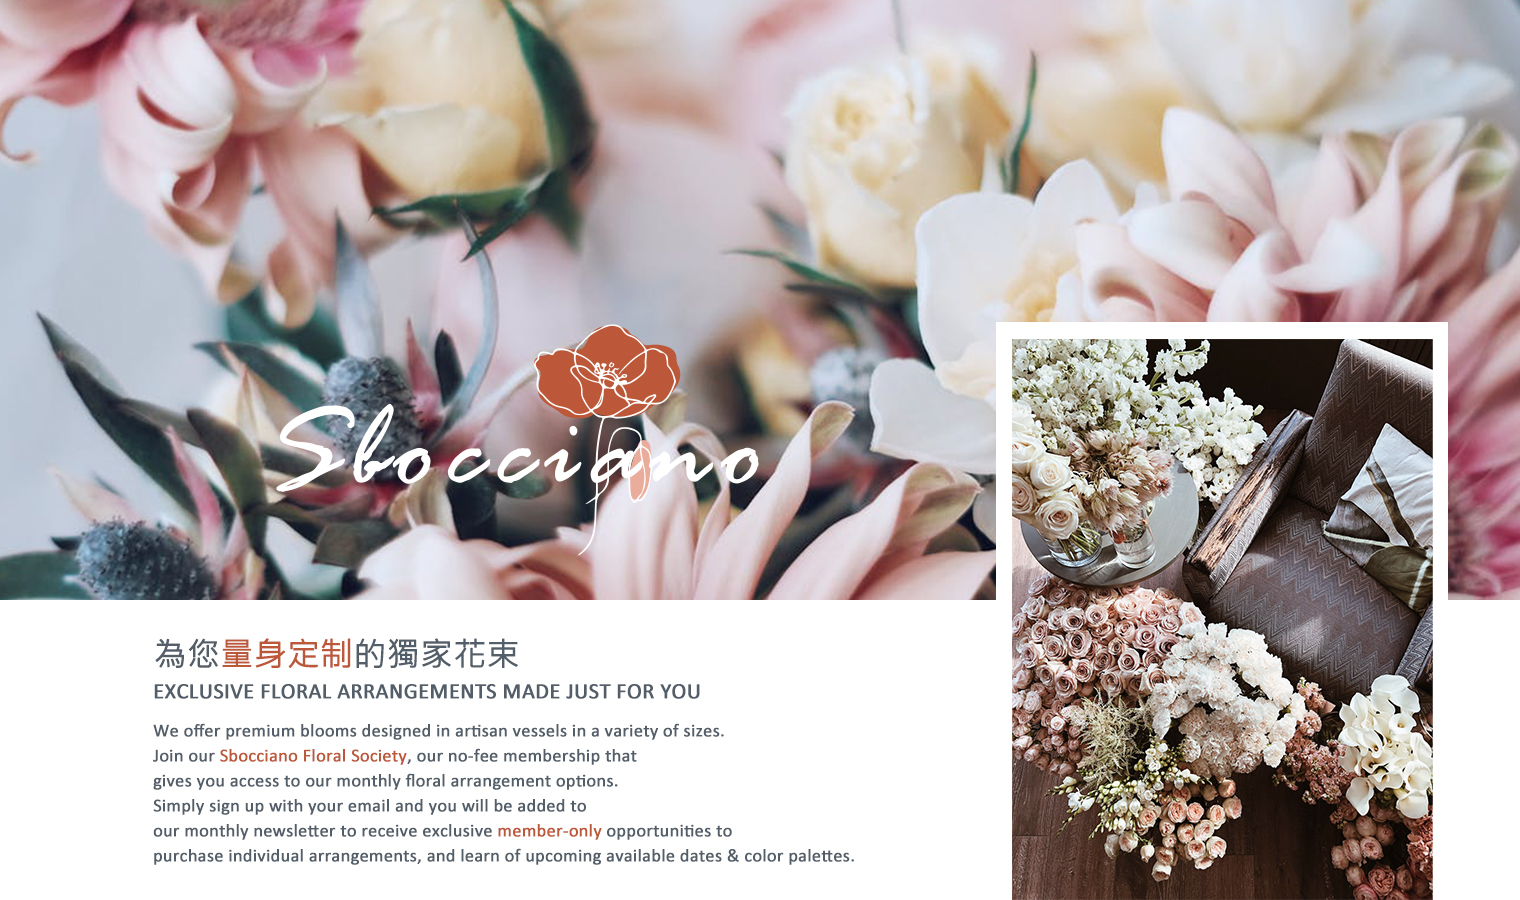 Sbocciano
為您量身定制的獨家花束
EXCLUSIVE FLORAL ARRANGEMENTS MADE JUST FOR YOU
We offer premium blooms designed in artisan vessels in a variety of sizes.
Join our Sbocciano Floral Society, our no-fee membership that
gives you access to our monthly floral arrangement options.
Simply sign up with your email and you will be added to
our monthly newsletter to receive exclusive member-only opportunities to
purchase individual arrangements, and learn of upcoming available dates & color palettes.